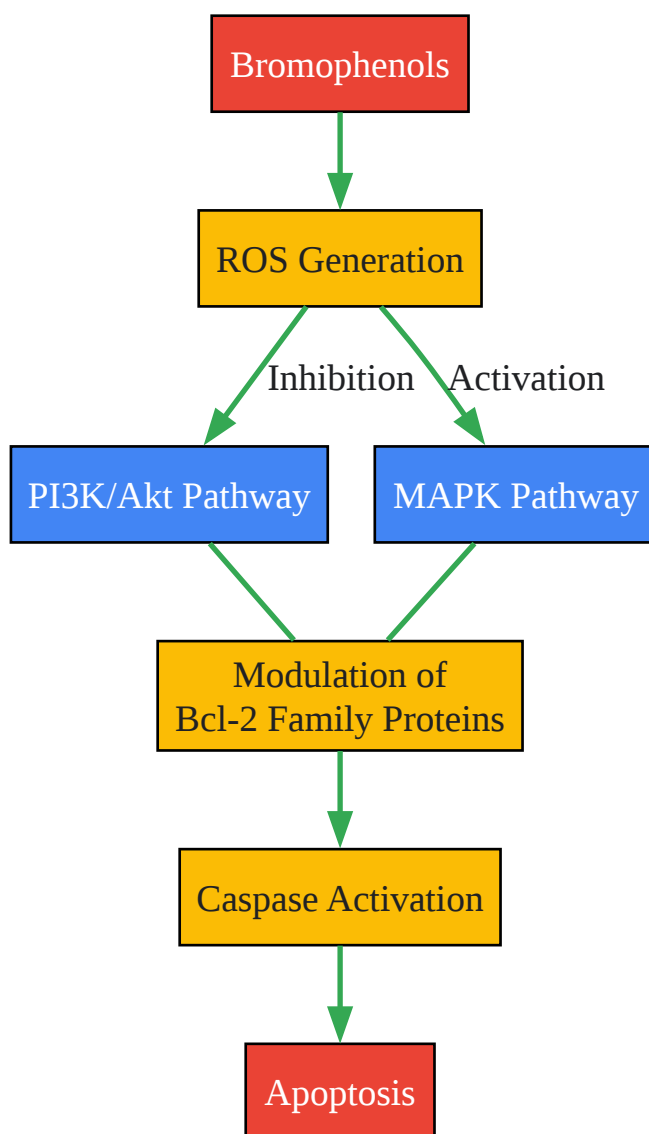 Bromophenols
ROS Generation
Inhibition
Activation
PI3K/Akt Pathway
MAPK Pathway
Modulation of
Bcl-2 Family Proteins
Caspase Activation
Apoptosis